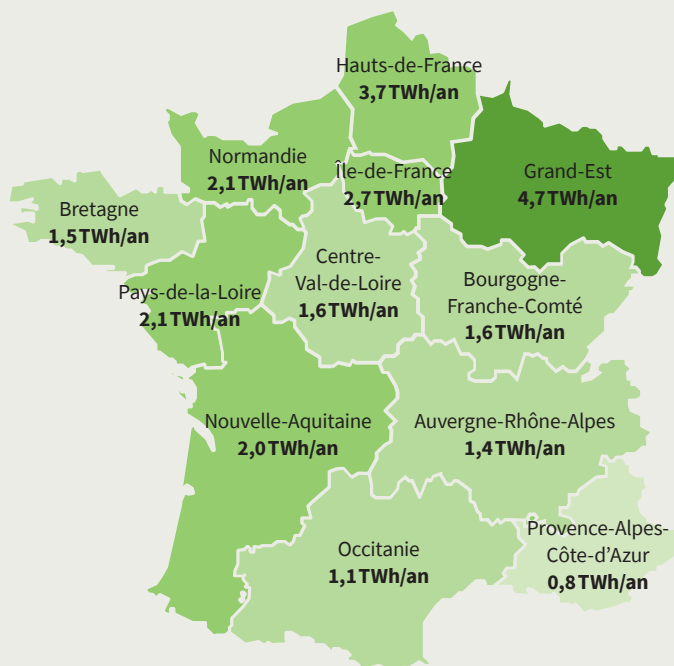 Hauts-de-France
3,7 TWh/an
Normandie
2,1 TWh/an
Île-de-France
2,7 TWh/an
Grand-Est
4,7 TWh/an
Bretagne
1,5 TWh/an
Centre-
Val-de-Loire
1,6 TWh/an
Pays-de-la-Loire
2,1 TWh/an
Bourgogne-
Franche-Comté
1,6 TWh/an
Nouvelle-Aquitaine
2,0 TWh/an
Auvergne-Rhône-Alpes
1,4 TWh/an
Occitanie
1,1 TWh/an
Provence-Alpes-
Côte-d’Azur
0,8 TWh/an